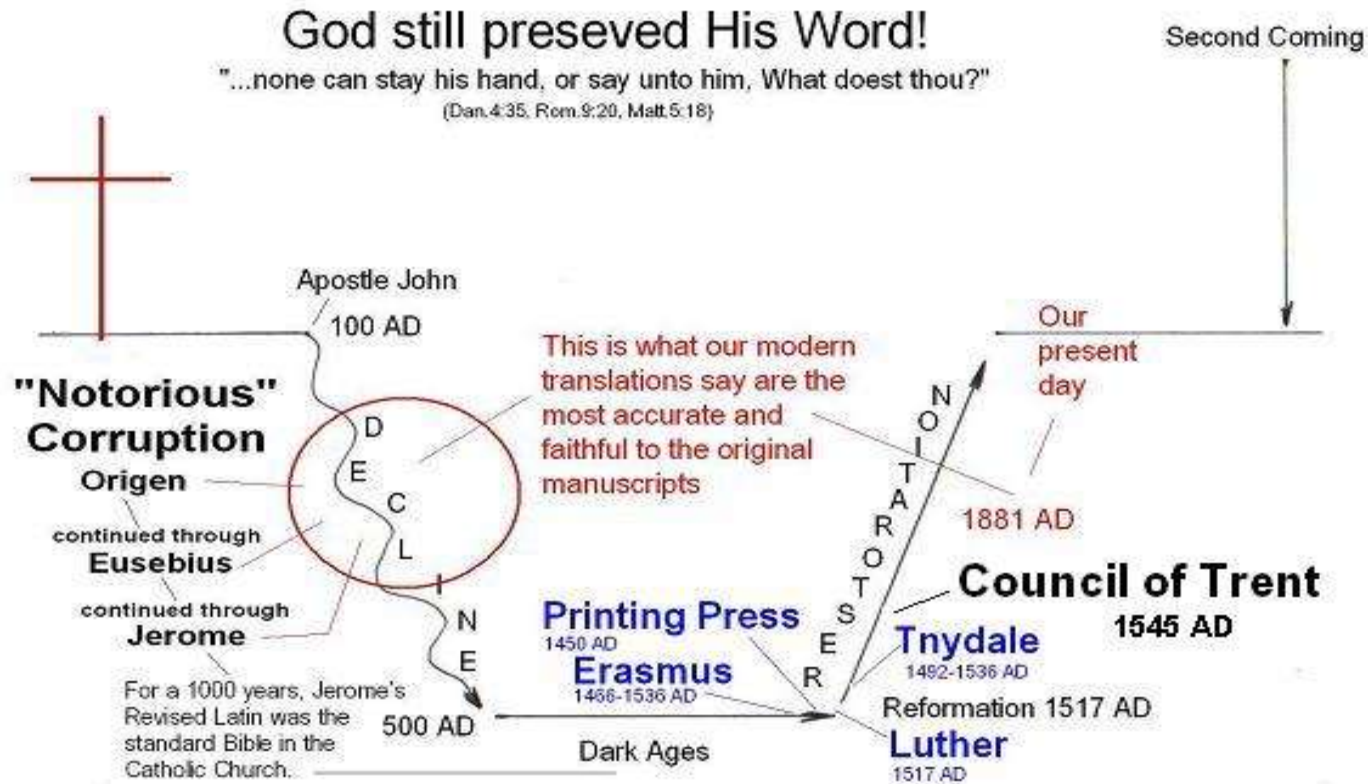 God still preseved His Word!
"...none can stay his hand, or say unto him, What doest thou?"
(Dan.4:35, Rom.9:20, Matt.5:18)
Second Coming
Apostle John
100 AD
"Notorious"
Corruption
Origen
continued through
Eusebius
continued through
Jerome
For a 1000 years, Jerome's
Revised Latin was the
standard Bible in the
Catholic Church.
DECLINE
500 AD
This is what our modern
translations say are the
most accurate and
faithful to the original
manuscripts
Our
present
day
1881 AD
RESTORATION
Council of Trent
1545 AD
Printing Press
1450 AD
Erasmus
1466-1536 AD
Tnydale
1492-1536 AD
Reformation 1517 AD
Luther
1517 AD
Dark Ages